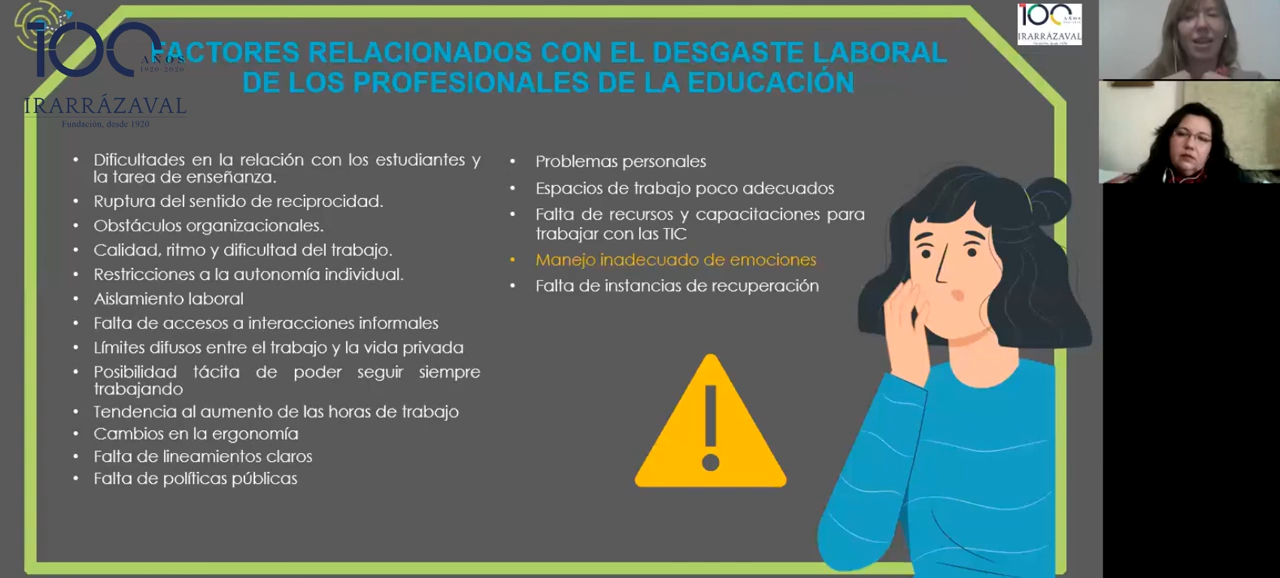 100
AÑOS
1920-2020
IRARRÁZAVAL
Fundación, desde 1920
FACTORES RELACIONADOS CON EL DESGASTE LABORAL
DE LOS PROFESIONALES DE LA EDUCACIÓN
100
AÑOS
IRARRÁZAVAL
• Dificultades en la relación con los estudiantes y
la tarea de enseñanza.
• Ruptura del sentido de reciprocidad.
• Obstáculos organizacionales.
• Calidad, ritmo y dificultad del trabajo.
• Restricciones a la autonomía individual.
• Aislamiento laboral
• Falta de accesos a interacciones informales
• Límites difusos entre el trabajo y la vida privada
• Posibilidad tácita de poder seguir siempre
trabajando
• Tendencia al aumento de las horas de trabajo
• Cambios en la ergonomía
• Falta de lineamientos claros
• Falta de políticas públicas
• Problemas personales
• Espacios de trabajo poco adecuados
• Falta de recursos y capacitaciones para
trabajar con las TIC
• Manejo inadecuado de emociones
• Falta de instancias de recuperación